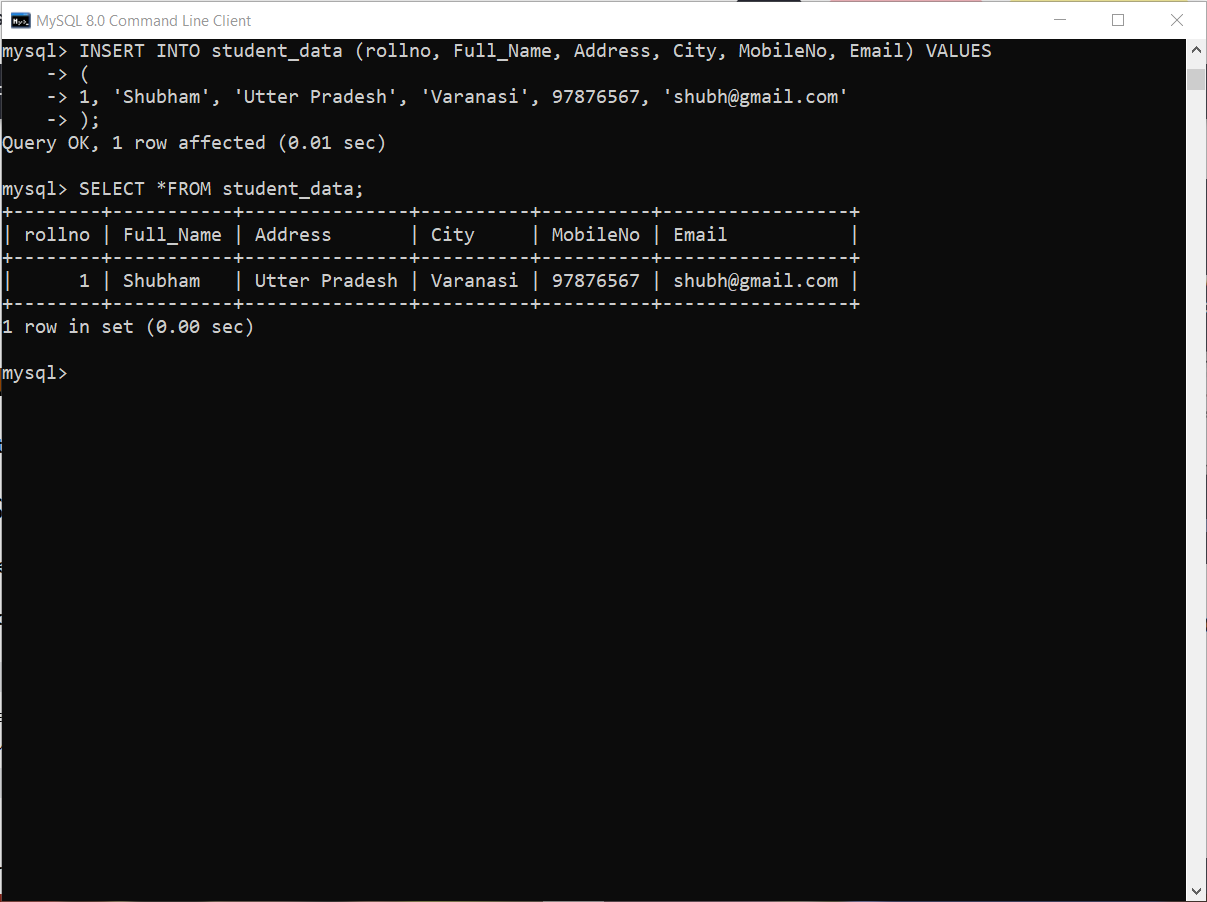 MySQL 8.0 Command Line Client
mysql> INSERT INTO student_data (rollno, Full_Name, Address, City, MobileNo, Email) VALUES
    -> (
    -> 1, 'Shubham', 'Utter Pradesh', 'Varanasi', 97876567, 'shubh@gmail.com'
    -> );
Query OK, 1 row affected (0.01 sec)

mysql> SELECT *FROM student_data;
+--------+-----------+---------------+----------+----------+-----------------+
| rollno | Full_Name | Address       | City     | MobileNo | Email           |
+--------+-----------+---------------+----------+----------+-----------------+
|      1 | Shubham   | Utter Pradesh | Varanasi | 97876567 | shubh@gmail.com |
+--------+-----------+---------------+----------+----------+-----------------+
1 row in set (0.00 sec)

mysql>